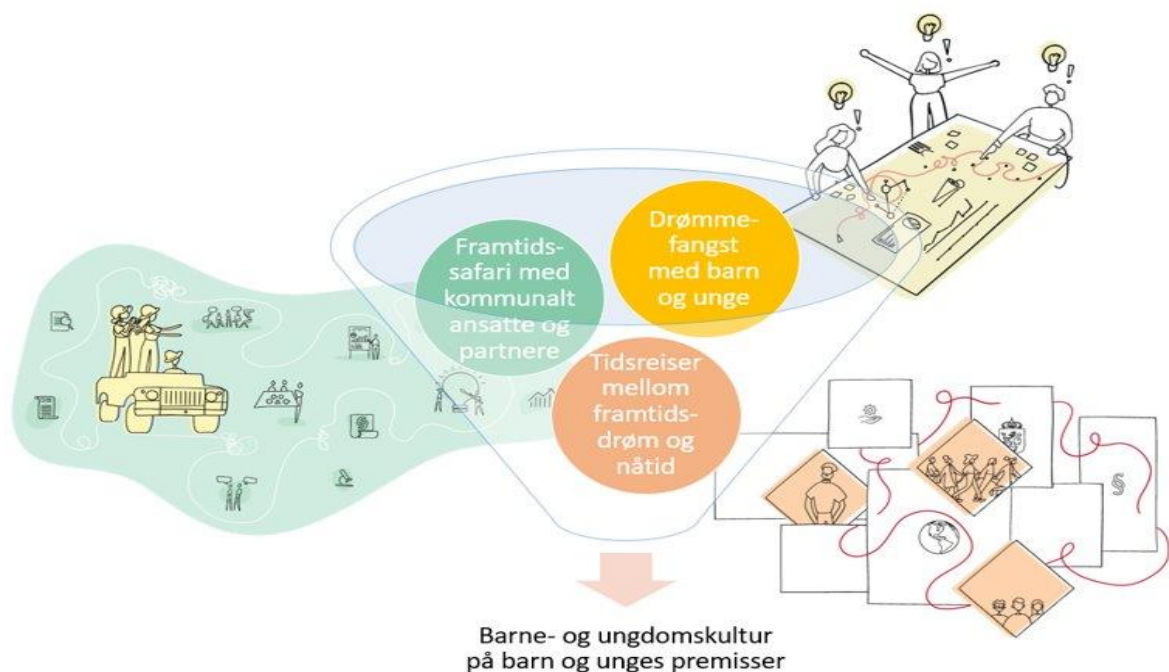 Framtids-
safari med
kommunalt
ansatte og
partnere
Drømme-
fangst
med barn
og unge
Tidsreiser
mellom
framtids-
drøm og
nåtid
§
Barne- og ungdomskultur
på barn og unges premisser